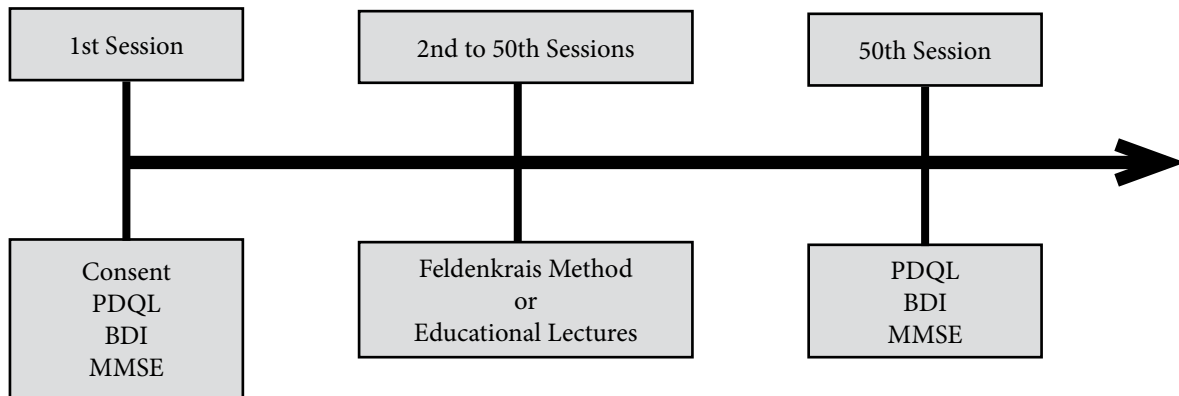 1st Session
2nd to 50th Sessions
50th Session
Consent
PDQL
BDI
MMSE
Feldenkrais Method
or
Educational Lectures
PDQL
BDI
MMSE